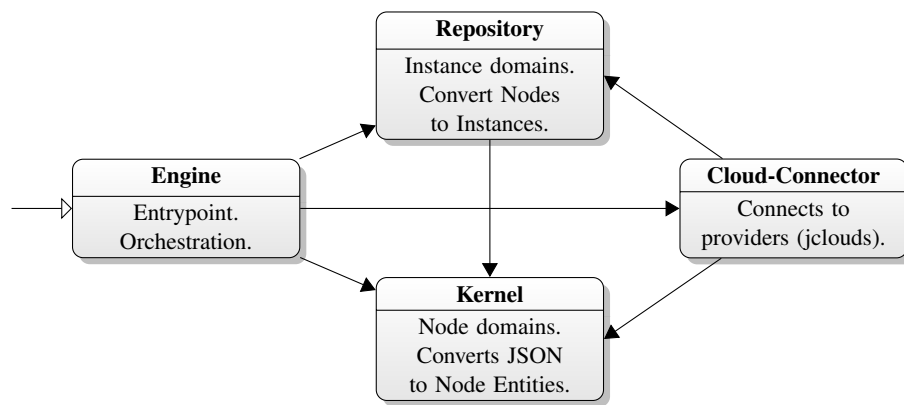 Repository
Instance domains.
Convert Nodes
to Instances.
Engine
Entrypoint.
Orchestration.
Cloud-Connector
Connects to
providers (jclouds).
Kernel
Node domains.
Converts JSON
to Node Entities.